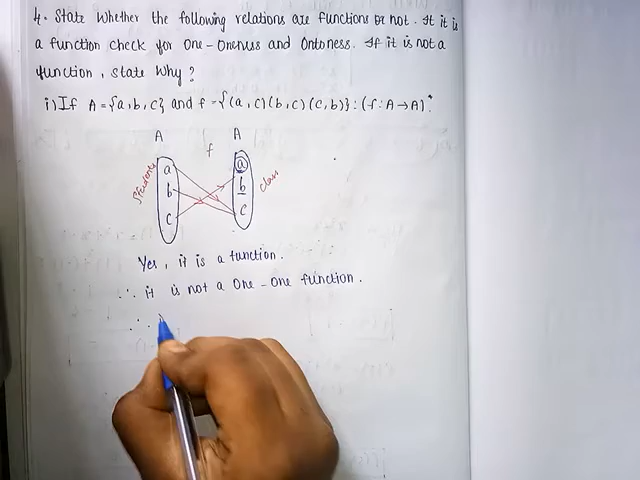 4. State Whether the following relations are functions or not. If it is
a function check for One-Oneness and Ontoness. If it is not a
function, state Why?
i) If A = {a, b, c} and f = {(a, c)(b, c)(c, b)} : (f: A → A).
A f A
a a
b b
c c
Students
class
Yes, it is a function.
∴ it is not a One-One function.
∴